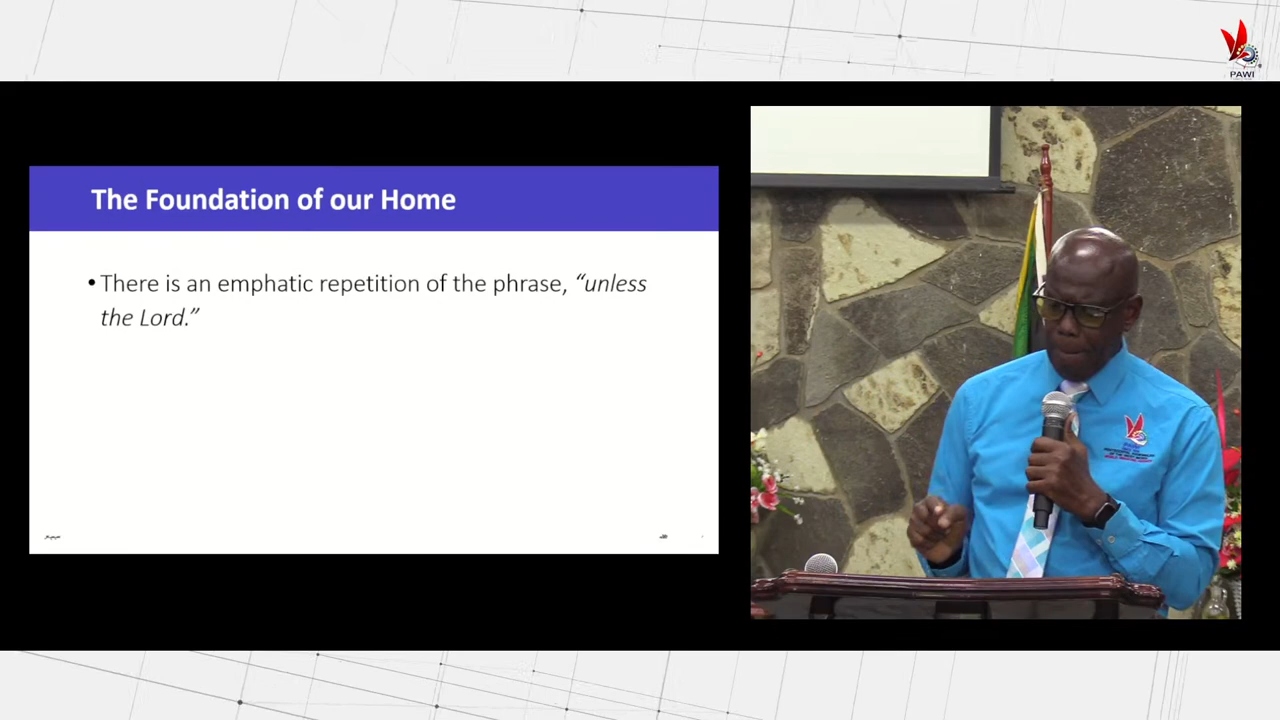 PAWI
The Foundation of our Home
• There is an emphatic repetition of the phrase, “unless
the Lord.”